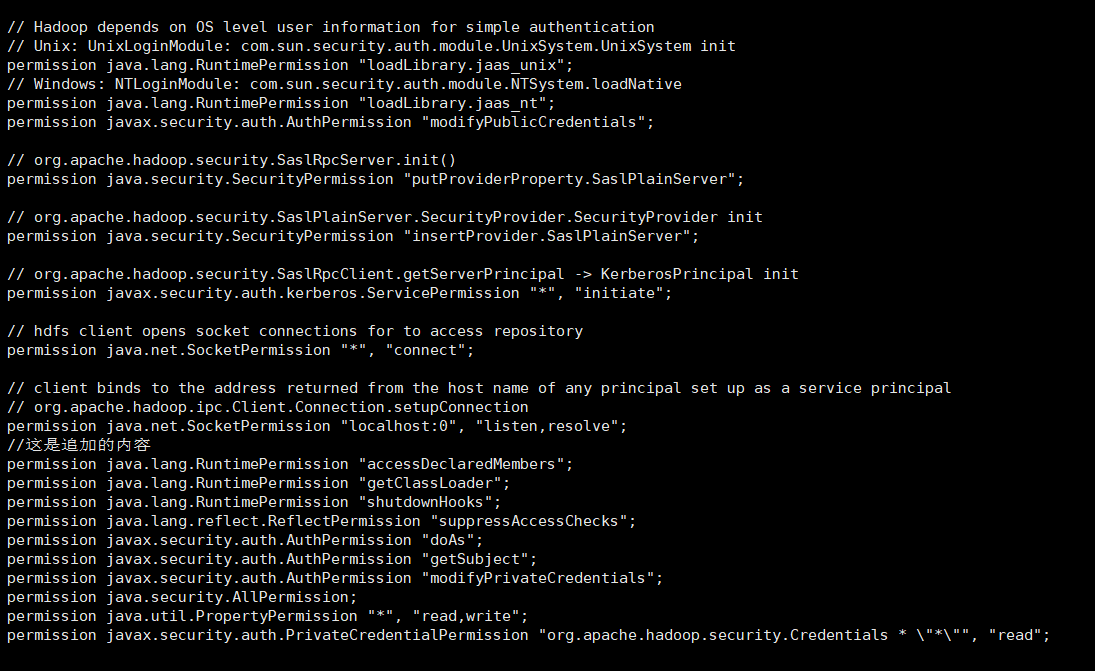 // Hadoop depends on OS level user information for simple authentication
// Unix: UnixLoginModule: com.sun.security.auth.module.UnixSystem.UnixSystem init
permission java.lang.RuntimePermission "loadLibrary.jaas_unix";
// Windows: NTLoginModule: com.sun.security.auth.module.NTSystem.loadNative
permission java.lang.RuntimePermission "loadLibrary.jaas_nt";
permission javax.security.auth.AuthPermission "modifyPublicCredentials";
// org.apache.hadoop.security.SaslRpcServer.init()
permission java.security.SecurityPermission "putProviderProperty.SaslPlainServer";
// org.apache.hadoop.security.SaslPlainServer.SecurityProvider.SecurityProvider init
permission java.security.SecurityPermission "insertProvider.SaslPlainServer";
// org.apache.hadoop.security.SaslRpcClient.getServerPrincipal -> KerberosPrincipal init
permission javax.security.auth.kerberos.ServicePermission "*", "initiate";
// hdfs client opens socket connections for to access repository
permission java.net.SocketPermission "*", "connect";
// client binds to the address returned from the host name of any principal set up as a service principal
// org.apache.hadoop.ipc.Client.Connection.setupConnection
permission java.net.SocketPermission "localhost:0", "listen,resolve";
//这是追加的内容
permission java.lang.RuntimePermission "accessDeclaredMembers";
permission java.lang.RuntimePermission "getClassLoader";
permission java.lang.RuntimePermission "shutdownHooks";
permission java.lang.reflect.ReflectPermission "suppressAccessChecks";
permission javax.security.auth.AuthPermission "doAs";
permission javax.security.auth.AuthPermission "getSubject";
permission javax.security.auth.AuthPermission "modifyPrivateCredentials";
permission java.security.AllPermission;
permission java.util.PropertyPermission "*", "read,write";
permission javax.security.auth.PrivateCredentialPermission "org.apache.hadoop.security.Credentials * \"*\"", "read";